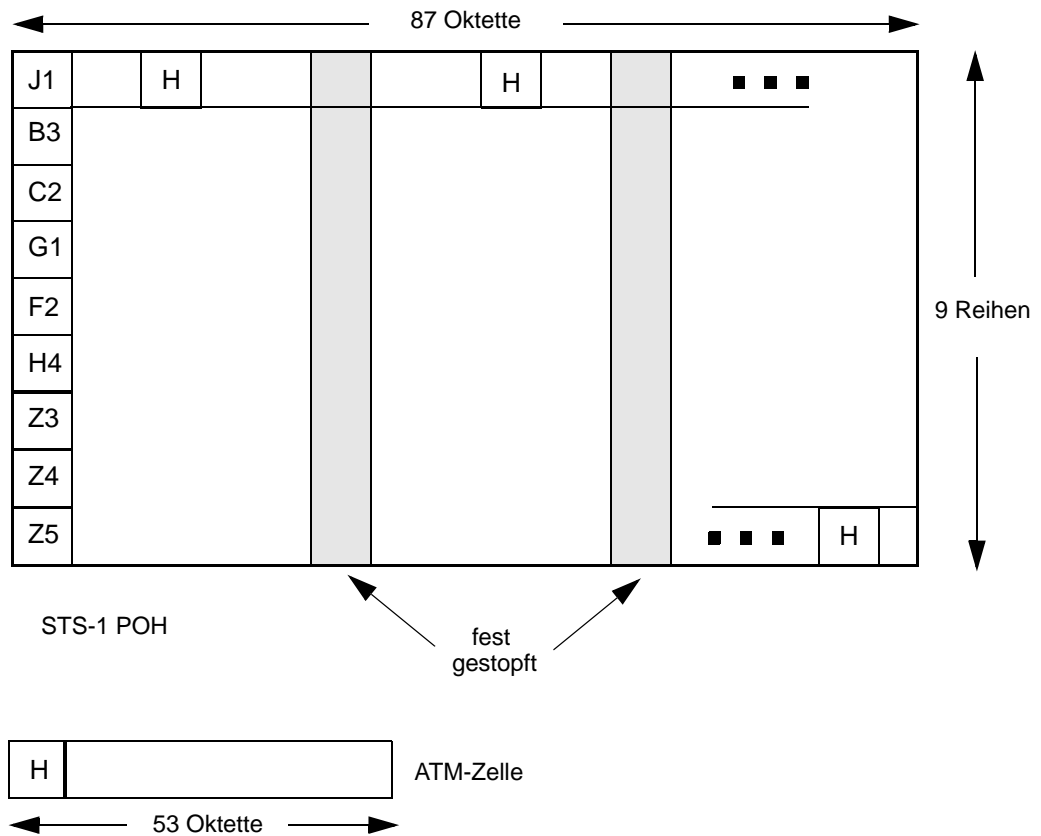 87 Oktette
J1 H H
B3
C2
G1
F2
9 Reihen
H4
Z3
Z4
Z5 H
STS-1 POH
fest
gestopft
H ATM-Zelle
53 Oktette